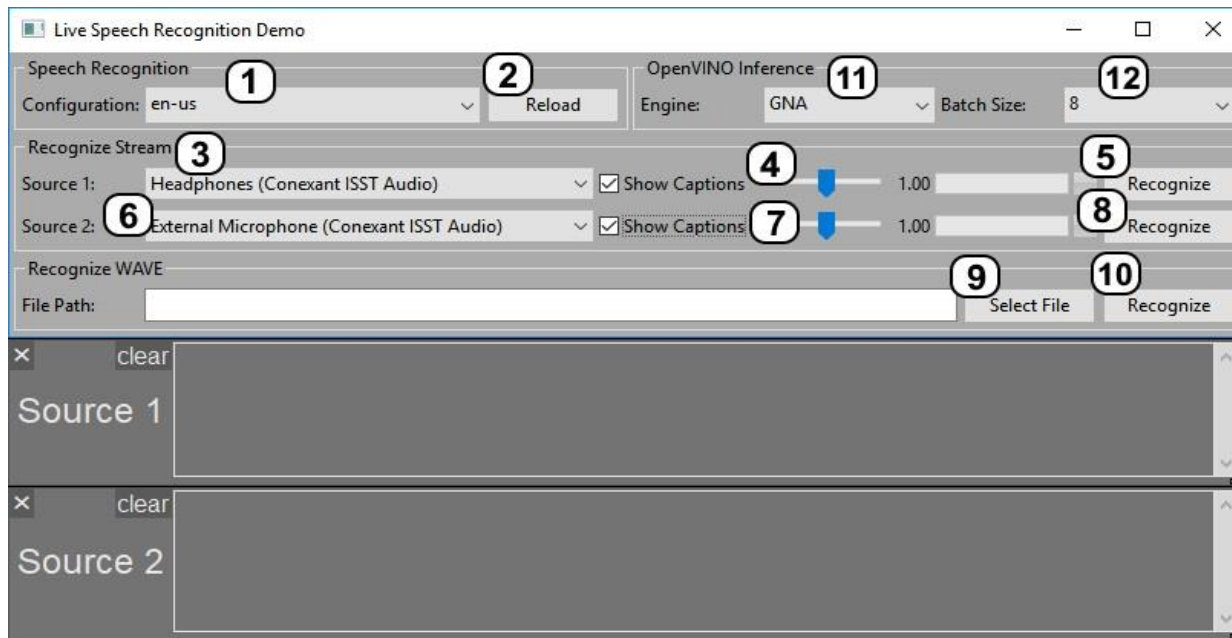 Live Speech Recognition Demo
Speech Recognition 1 2 OpenVINO Inference 11 12
Configuration: en-us Reload Engine: GNA Batch Size: 8
Recognize Stream 3 4 5
Source 1: Headphones (Conexant ISST Audio) Show Captions 1.00 Recognize
6 7 8
Source 2: External Microphone (Conexant ISST Audio) Show Captions 1.00 Recognize
Recognize WAVE 9 10
File Path: Select File Recognize
× clear
Source 1
× clear
Source 2